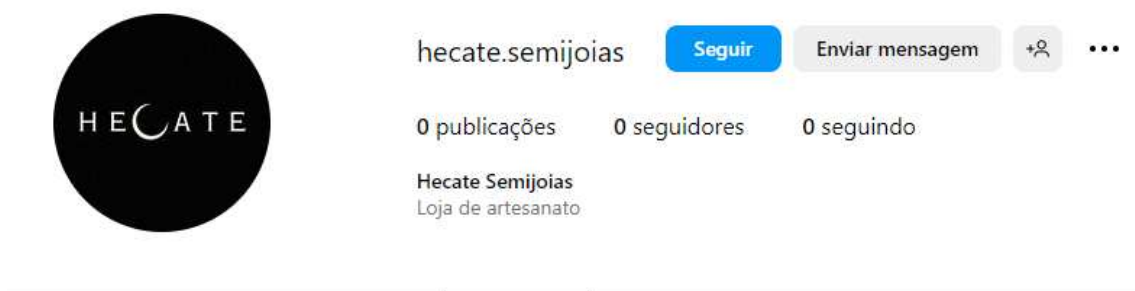 HECATE
hecate.semijoias Seguir Enviar mensagem
0 publicações 0 seguidores 0 seguindo
Hecate Semijoias
Loja de artesanato